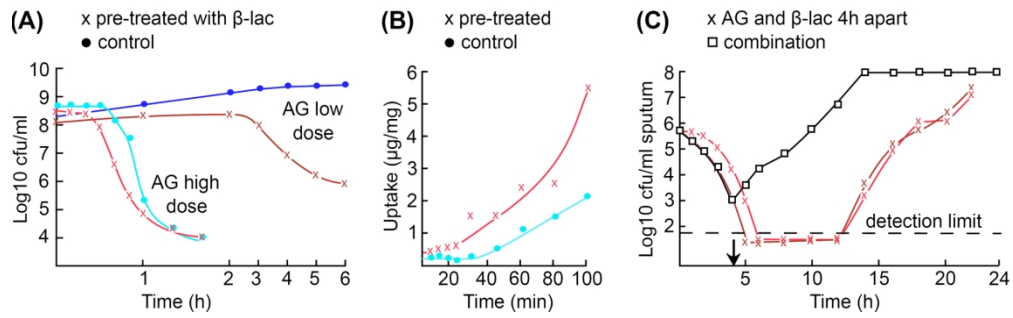 (A)
x pre-treated with β-lac
● control
Log10 cfu/ml
10
9
8
7
6
5
4
AG low
dose
AG high
dose
1
2
3
4
5
6
Time (h)
(B)
x pre-treated
● control
Uptake (µg/mg)
6
5
4
3
2
1
0
0
20
40
60
80
100
Time (min)
(C)
x AG and β-lac 4h apart
□ combination
Log10 cfu/ml sputum
8
7
6
5
4
3
2
detection limit
0
5
10
15
20
24
Time (h)